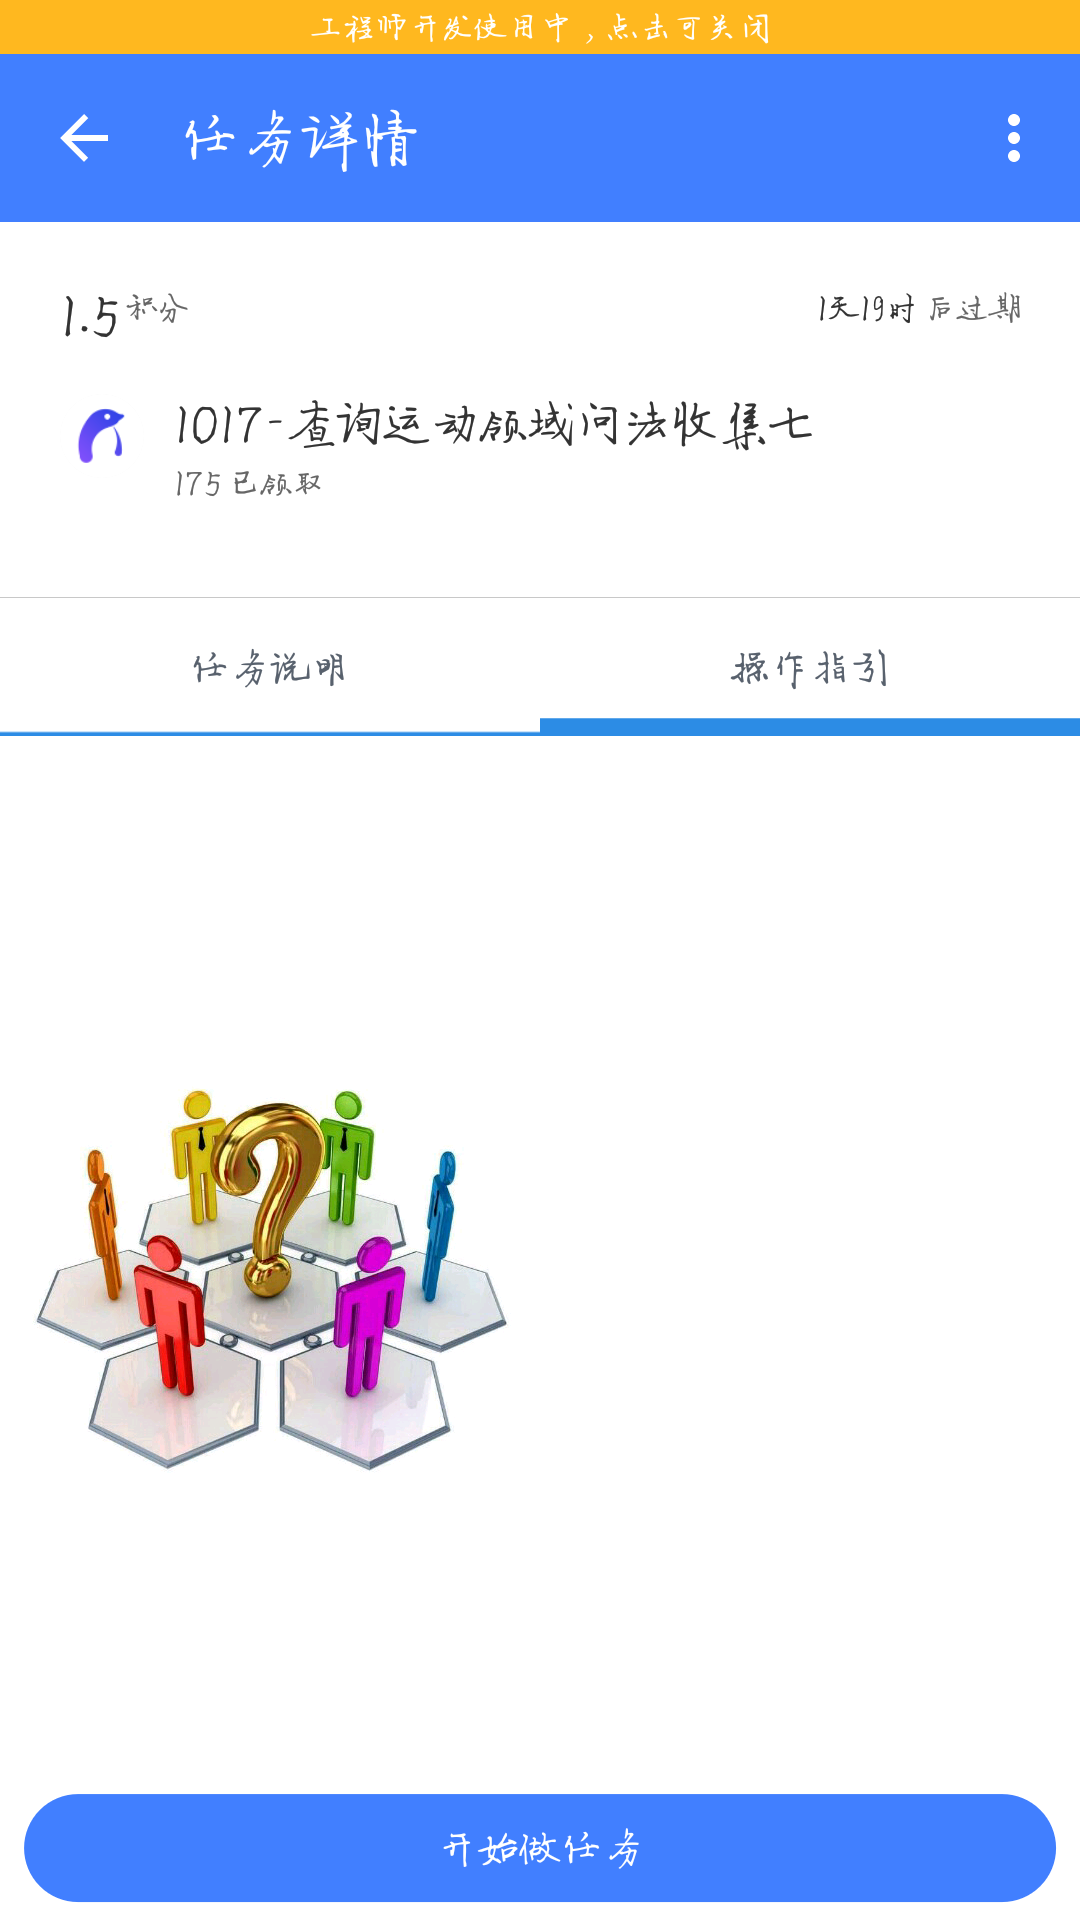 工程师开发使用中，点击可关闭
任务详情
1.5积分
1天19时 后过期
1017-查询运动领域问法收集七
175 已领取
任务说明
操作指引
开始做任务